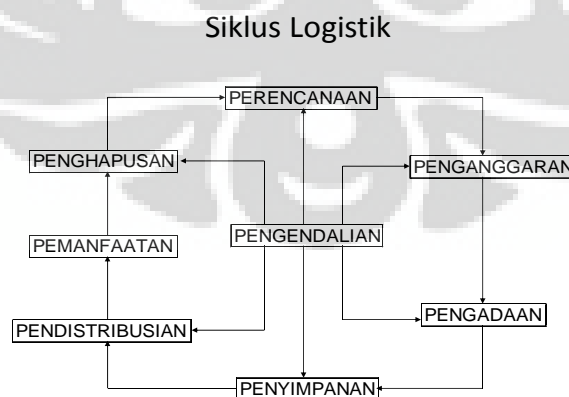 Siklus Logistik
PERENCANAAN
PENGHAPUSAN
PENGANGGARAN
PENGENDALIAN
PEMANFAATAN
PENGADAAN
PENDISTRIBUSIAN
PENYIMPANAN